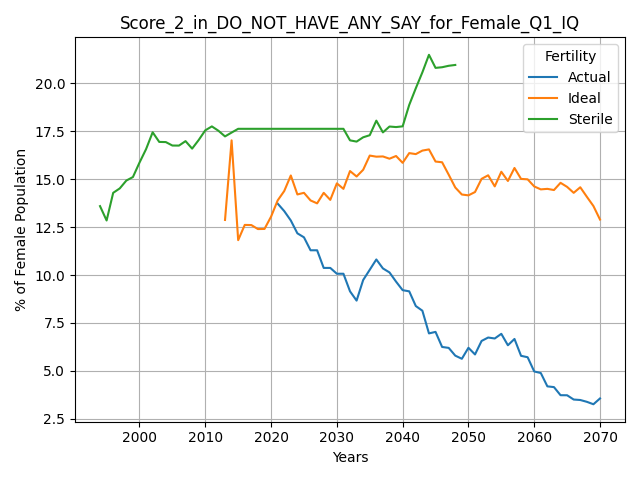 Score_2_in_DO_NOT_HAVE_ANY_SAY_for_Female_Q1_IQ
Fertility
Actual
Ideal
Sterile
% of Female Population
20.0
17.5
15.0
12.5
10.0
7.5
5.0
2.5
2000 2010 2020 2030 2040 2050 2060 2070
Years